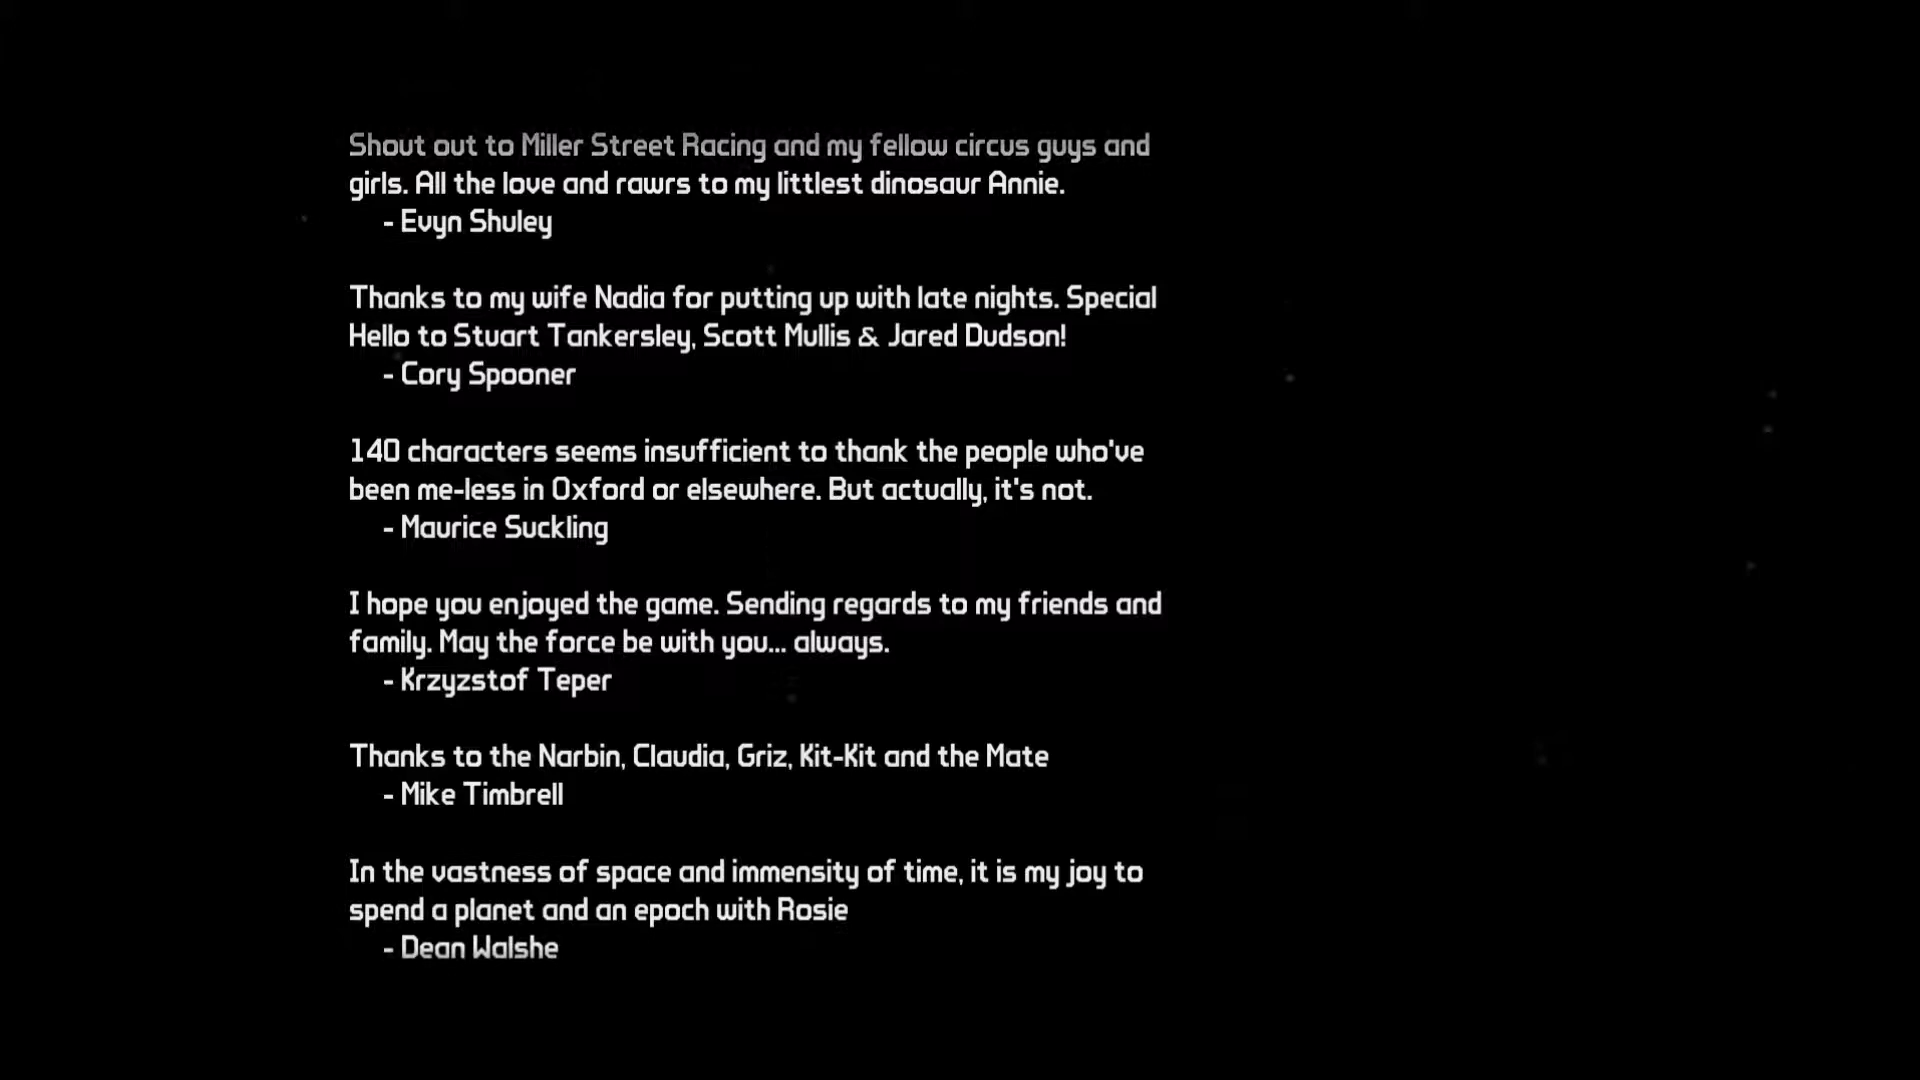 Shout out to Miller Street Racing and my fellow circus guys and
girls. All the love and rawrs to my littlest dinosaur Annie.
- Evyn Shuley
Thanks to my wife Nadia for putting up with late nights. Special
Hello to Stuart Tankersley, Scott Mullis & Jared Dudson!
- Cory Spooner
140 characters seems insufficient to thank the people who've
been me-less in Oxford or elsewhere. But actually, it's not.
- Maurice Suckling
I hope you enjoyed the game. Sending regards to my friends and
family. May the force be with you... always.
- Krzyzstof Teper
Thanks to the Narbin, Claudia, Griz, Kit-Kit and the Mate
- Mike Timbrell
In the vastness of space and immensity of time, it is my joy to
spend a planet and an epoch with Rosie
- Dean Walshe